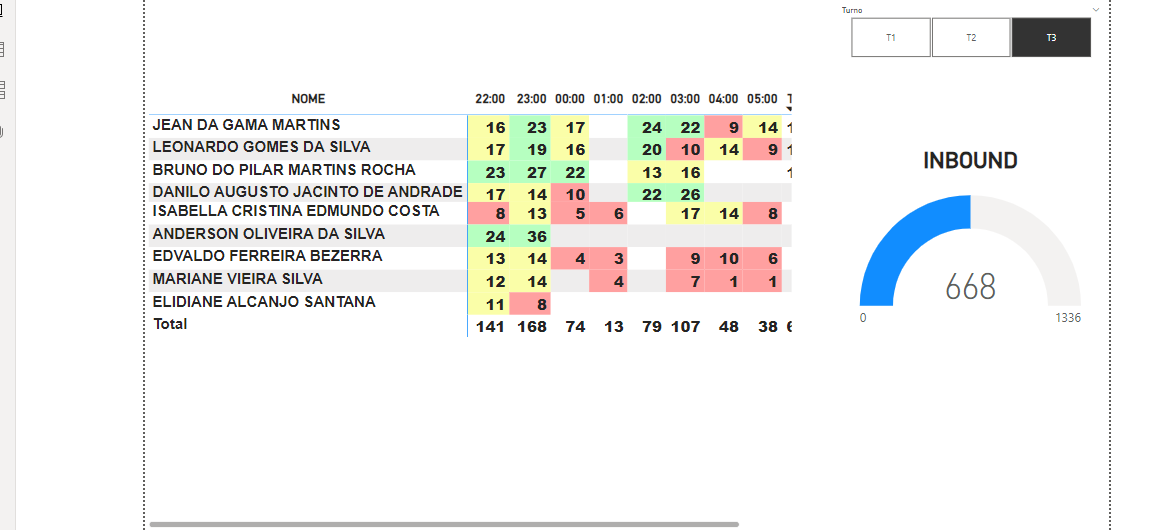 Turno
T1 T2 T3
NOME 22:00 23:00 00:00 01:00 02:00 03:00 04:00 05:00
JEAN DA GAMA MARTINS 16 23 17 24 22 9 14
LEONARDO GOMES DA SILVA 17 19 16 20 10 14 9
BRUNO DO PILAR MARTINS ROCHA 23 27 22 13 16
DANILO AUGUSTO JACINTO DE ANDRADE 17 14 10 22 26
ISABELLA CRISTINA EDMUNDO COSTA 8 13 5 6 17 14 8
ANDERSON OLIVEIRA DA SILVA 24 36
EDVALDO FERREIRA BEZERRA 13 14 4 3 9 10 6
MARIANE VIEIRA SILVA 12 14 4 7 1 1
ELIDIANE ALCANJO SANTANA 11 8
Total 141 168 74 13 79 107 48 38
INBOUND
668
0 1336